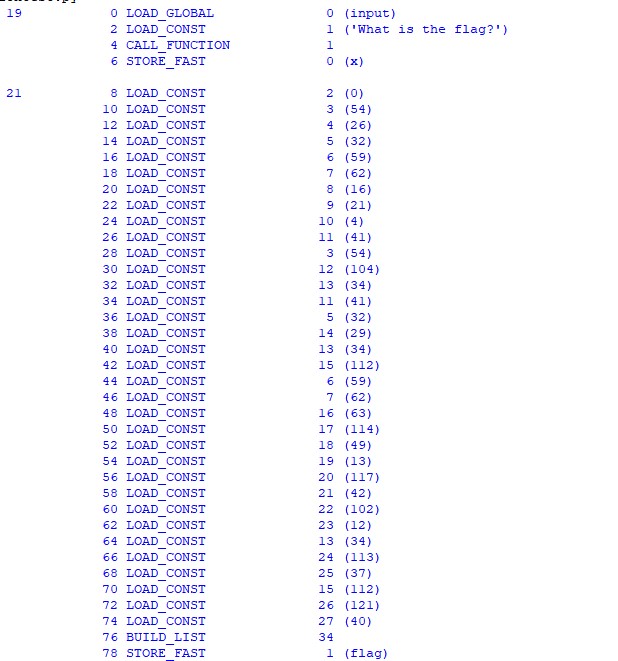 19 0 LOAD_GLOBAL 0 (input)
2 LOAD_CONST 1 ('What is the flag?')
4 CALL_FUNCTION 1
6 STORE_FAST 0 (x)
21 8 LOAD_CONST 2 (0)
10 LOAD_CONST 3 (54)
12 LOAD_CONST 4 (26)
14 LOAD_CONST 5 (32)
16 LOAD_CONST 6 (59)
18 LOAD_CONST 7 (62)
20 LOAD_CONST 8 (16)
22 LOAD_CONST 9 (21)
24 LOAD_CONST 10 (4)
26 LOAD_CONST 11 (41)
28 LOAD_CONST 3 (54)
30 LOAD_CONST 12 (104)
32 LOAD_CONST 13 (34)
34 LOAD_CONST 11 (41)
36 LOAD_CONST 5 (32)
38 LOAD_CONST 14 (29)
40 LOAD_CONST 13 (34)
42 LOAD_CONST 15 (112)
44 LOAD_CONST 6 (59)
46 LOAD_CONST 7 (62)
48 LOAD_CONST 16 (63)
50 LOAD_CONST 17 (114)
52 LOAD_CONST 18 (49)
54 LOAD_CONST 19 (13)
56 LOAD_CONST 20 (117)
58 LOAD_CONST 21 (42)
60 LOAD_CONST 22 (102)
62 LOAD_CONST 23 (12)
64 LOAD_CONST 13 (34)
66 LOAD_CONST 24 (113)
68 LOAD_CONST 25 (37)
70 LOAD_CONST 15 (112)
72 LOAD_CONST 26 (121)
74 LOAD_CONST 27 (40)
76 BUILD_LIST 34
78 STORE_FAST 1 (flag)